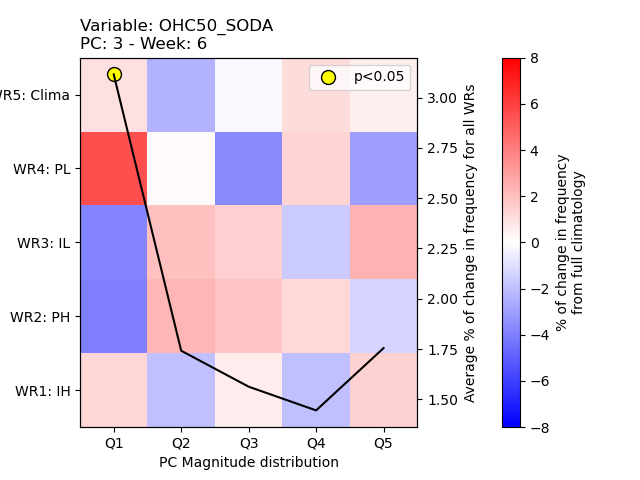 Variable: OHC50_SODA
PC: 3 - Week: 6
p<0.05
WR5: Clima
WR4: PL
WR3: IL
WR2: PH
WR1: IH
Q1 Q2 Q3 Q4 Q5
PC Magnitude distribution
3.00
2.75
2.50
2.25
2.00
1.75
1.50
Average % of change in frequency for all WRs
8
6
4
2
0
−2
−4
−6
−8
% of change in frequency
from full climatology